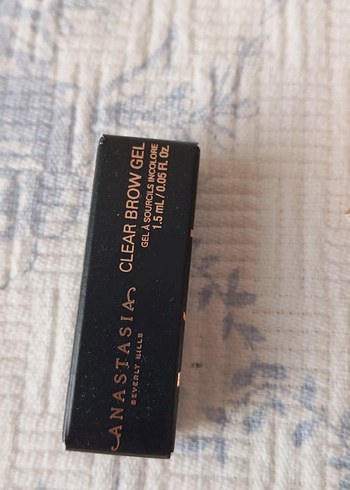 ANASTASIA
BEVERLY HILLS
CLEAR BROW GEL
GEL À SOURCILS INCOLORE
1.5 mL / 0.05 Fl. Oz.